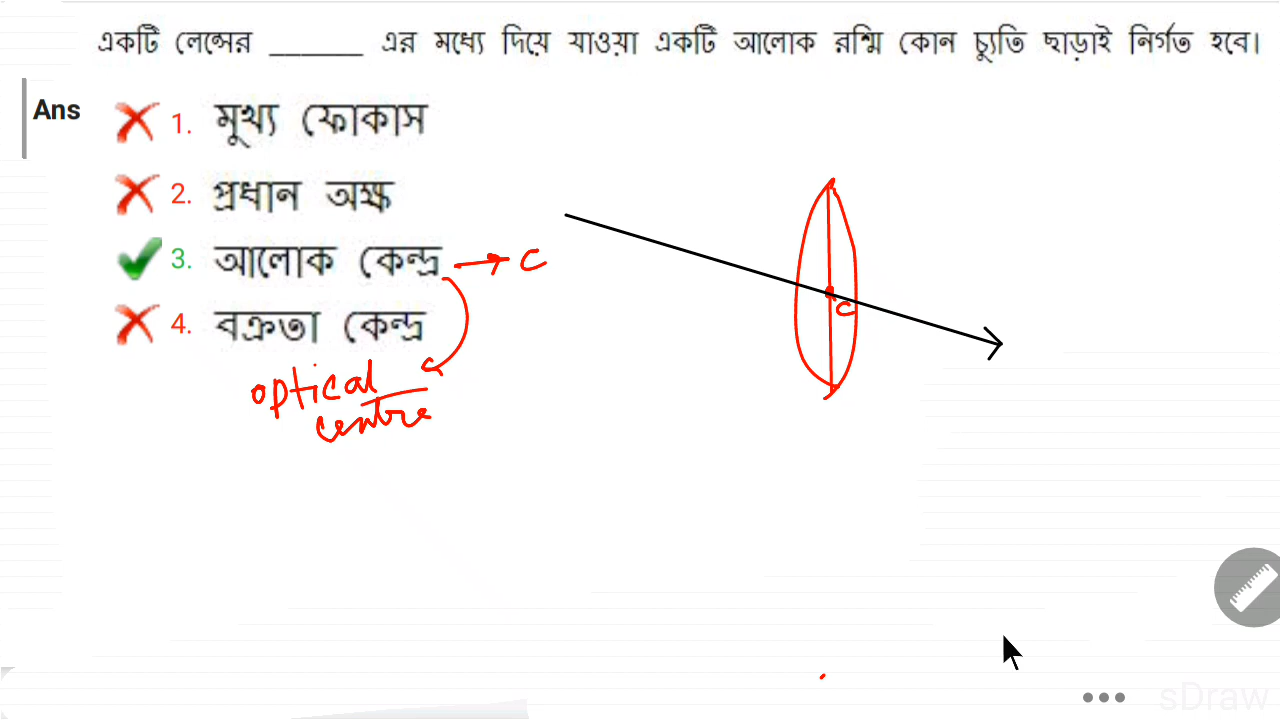 একটি লেন্সের ______ এর মধ্যে দিয়ে যাওয়া একটি আলোক রশ্মি কোন চ্যুতি ছাড়াই নির্গত হবে।
Ans
1. মুখ্য ফোকাস
2. প্রধান অক্ষ
3. আলোক কেন্দ্র → C
4. বক্রতা কেন্দ্র
optical
centre
C
sDraw